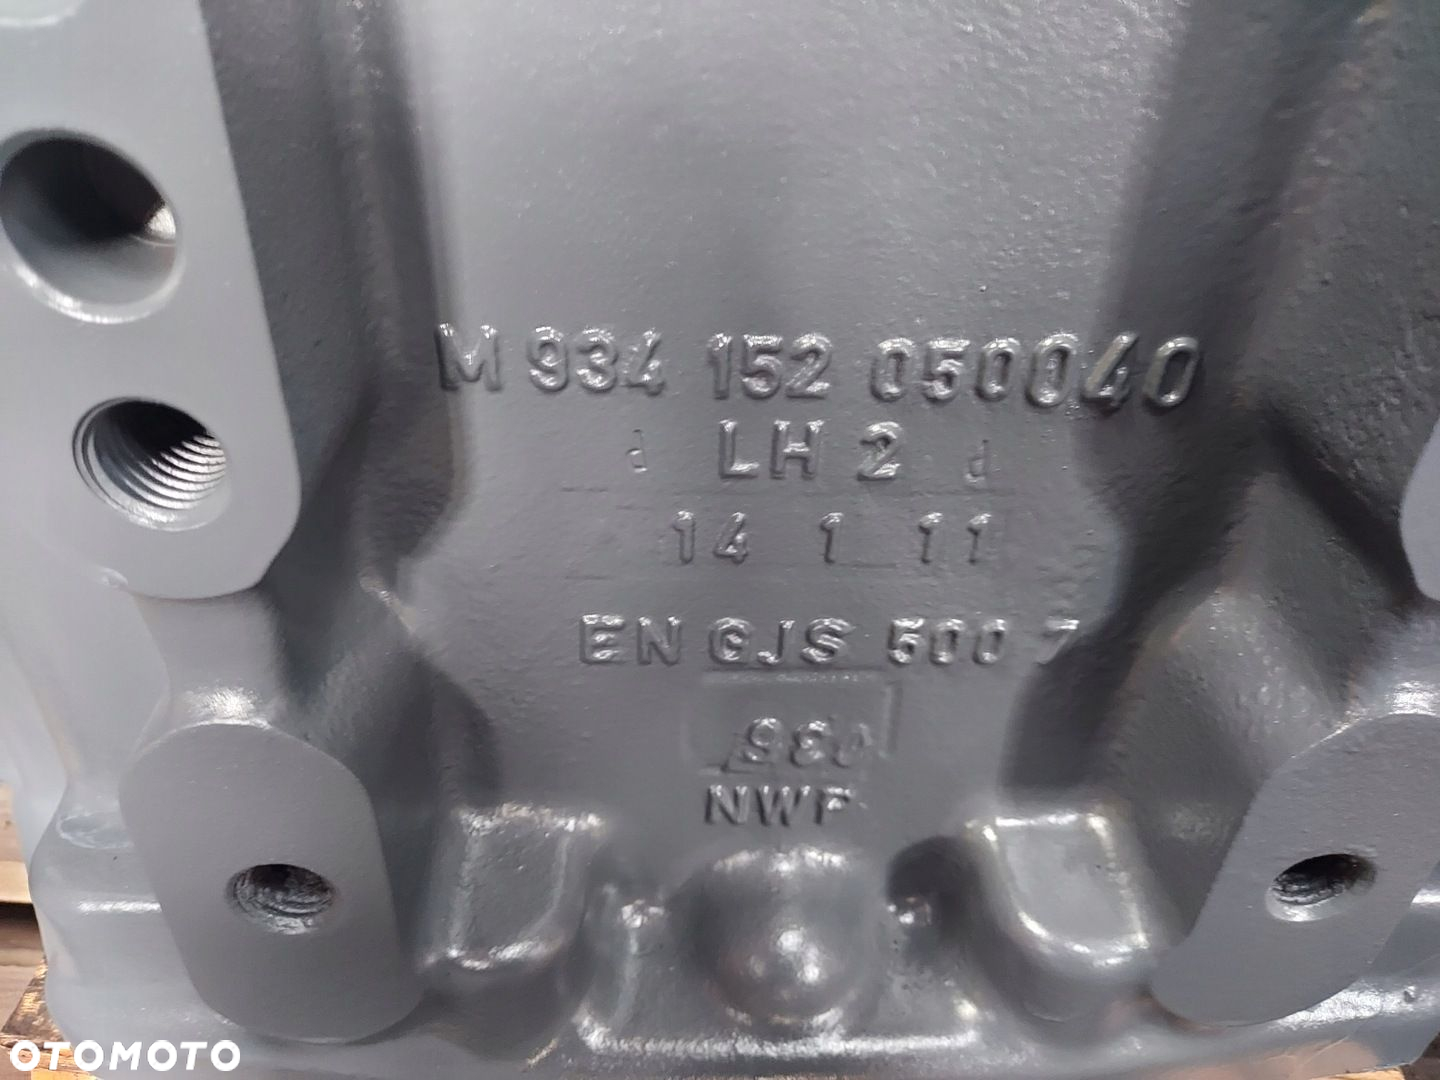 M 934 152 050040
LH 2
14 1 11
EN GJS 500 7
NWF
OTOMOTO